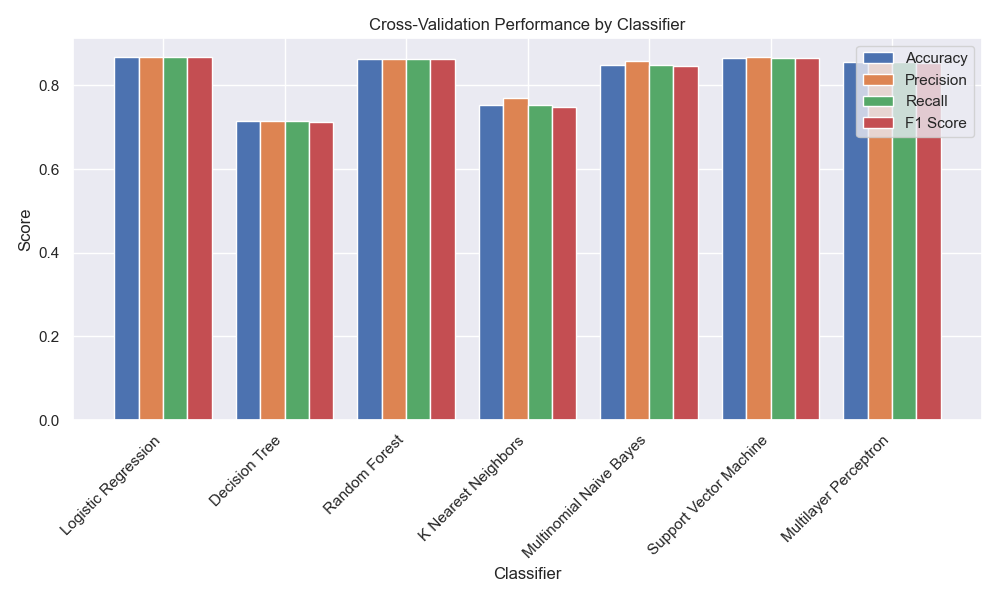 Cross-Validation Performance by Classifier
Accuracy
Precision
Recall
F1 Score
Score
0.8
0.6
0.4
0.2
0.0
Logistic Regression
Decision Tree
Random Forest
K Nearest Neighbors
Multinomial Naive Bayes
Support Vector Machine
Multilayer Perceptron
Classifier